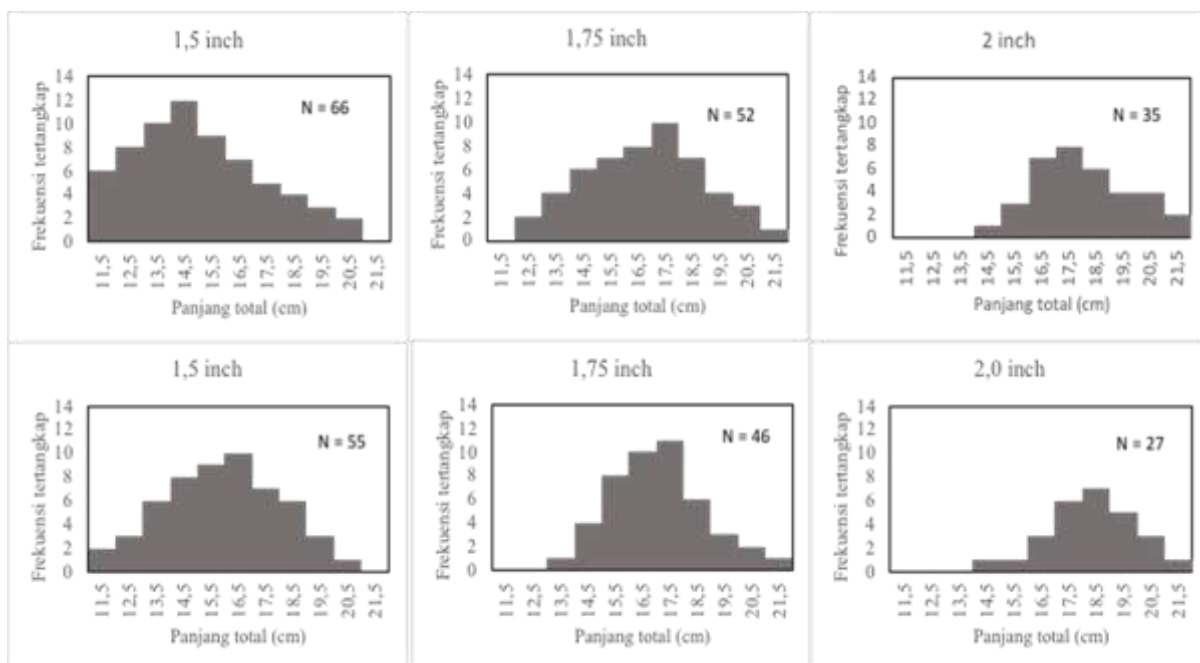 1,5 inch
Frekuensi tertangkap
14
12
10
8
6
4
2
0
N = 66
11,5 12,5 13,5 14,5 15,5 16,5 17,5 18,5 19,5 20,5 21,5
Panjang total (cm)
1,75 inch
Frekuensi tertangkap
14
12
10
8
6
4
2
0
N = 52
11,5 12,5 13,5 14,5 15,5 16,5 17,5 18,5 19,5 20,5 21,5
Panjang total (cm)
2 inch
Frekuensi tertangkap
14
12
10
8
6
4
2
0
N = 35
11,5 12,5 13,5 14,5 15,5 16,5 17,5 18,5 19,5 20,5 21,5
Panjang total (cm)
1,5 inch
Frekuensi tertangkap
14
12
10
8
6
4
2
0
N = 55
11,5 12,5 13,5 14,5 15,5 16,5 17,5 18,5 19,5 20,5 21,5
Panjang total (cm)
1,75 inch
Frekuensi tertangkap
14
12
10
8
6
4
2
0
N = 46
11,5 12,5 13,5 14,5 15,5 16,5 17,5 18,5 19,5 20,5 21,5
Panjang total (cm)
2,0 inch
Frekuensi tertangkap
14
12
10
8
6
4
2
0
N = 27
11,5 12,5 13,5 14,5 15,5 16,5 17,5 18,5 19,5 20,5 21,5
Panjang total (cm)